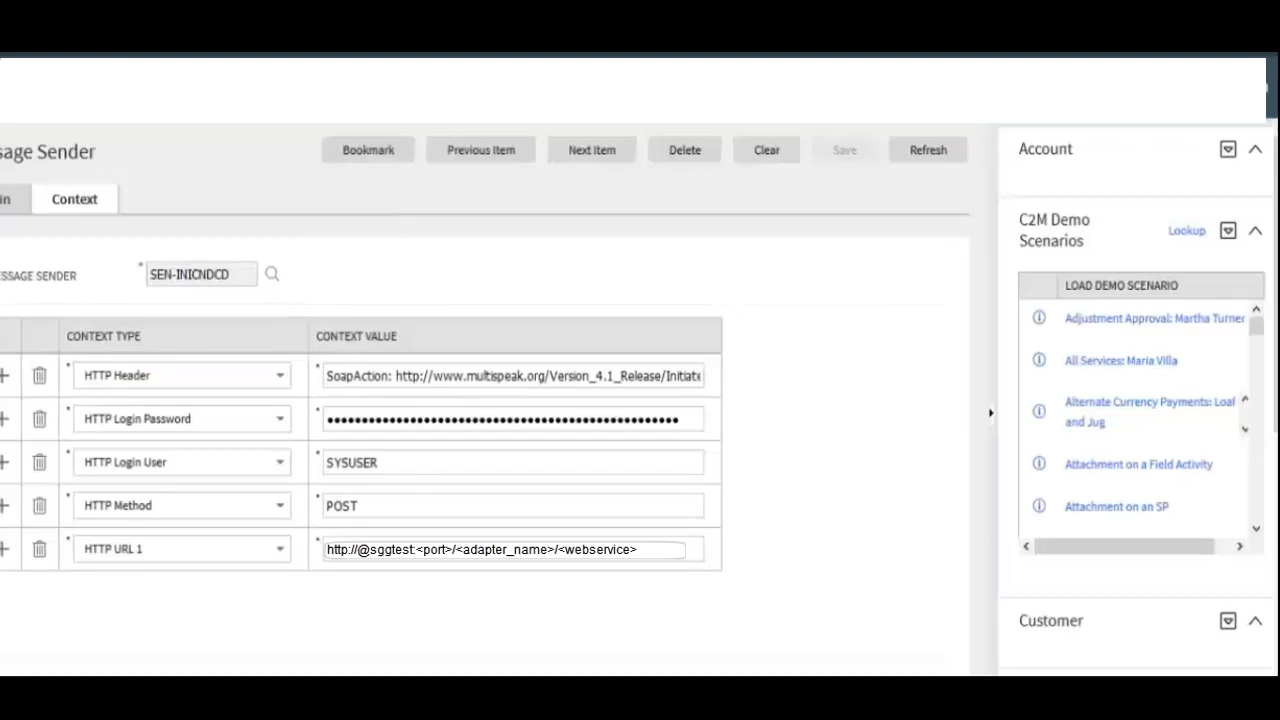 sage Sender
Bookmark
Previous Item
Next Item
Delete
Clear
Save
Refresh
in
Context
ESSAGE SENDER
* SEN-INICNDCD
CONTEXT TYPE
CONTEXT VALUE
* HTTP Header
* SoapAction: http://www.multispeak.org/Version_4.1_Release/Initiate
* HTTP Login Password
* ••••••••••••••••••••••••••••••••••••••••••••••••••
* HTTP Login User
* SYSUSER
* HTTP Method
* POST
* HTTP URL 1
* http://@sggtest:<port>/<adapter_name>/<webservice>
Account
C2M Demo
Scenarios
Lookup
LOAD DEMO SCENARIO
Adjustment Approval: Martha Turner
All Services: Maria Villa
Alternate Currency Payments: Loaf
and Jug
Attachment on a Field Activity
Attachment on an SP
Customer